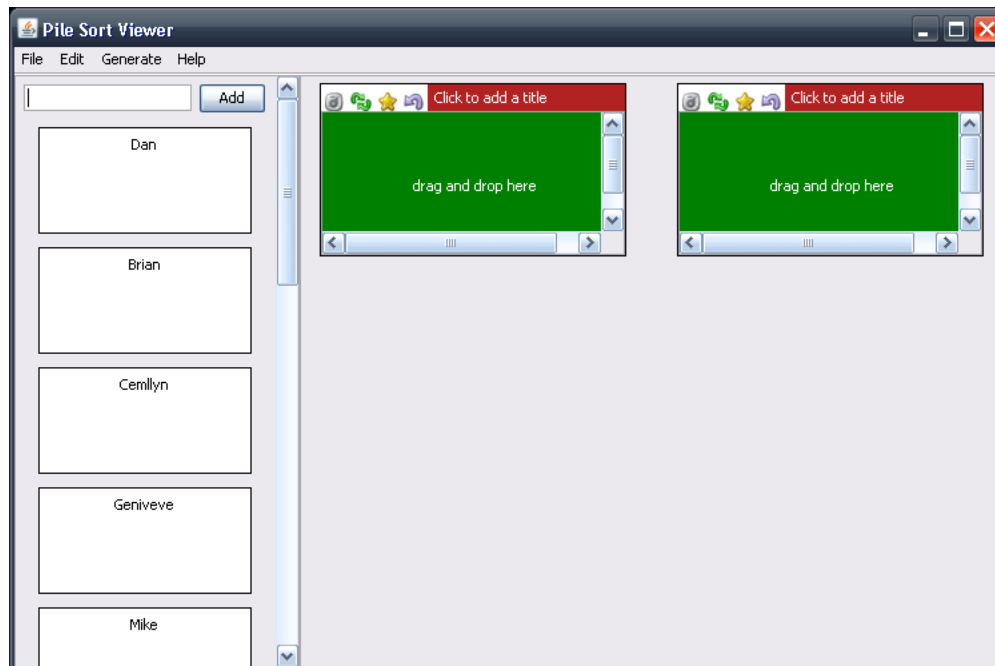 Pile Sort Viewer
File Edit Generate Help
Add
Dan
Brian
Cemllyn
Geniveve
Mike
Click to add a title
drag and drop here
Click to add a title
drag and drop here